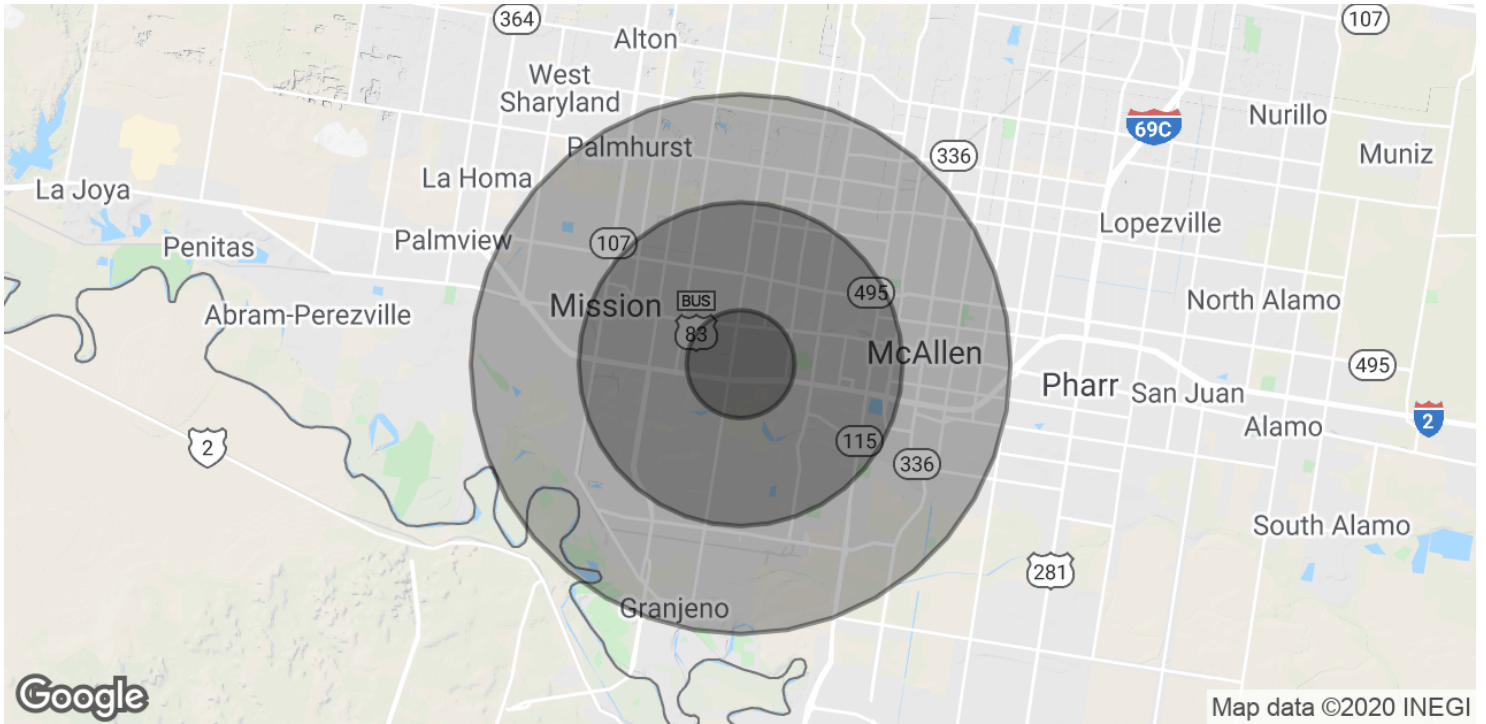 364
107
Alton
West
Sharyland
69C
Nurillo
Palmhurst
336
Muniz
La Joya
La Homa
Lopezville
Penitas
Palmview
107
495
North Alamo
Abram-Perezville
Mission
BUS
83
McAllen
Pharr
San Juan
495
2
Alamo
2
115
336
South Alamo
281
Granjeno
Google
Map data ©2020 INEGI